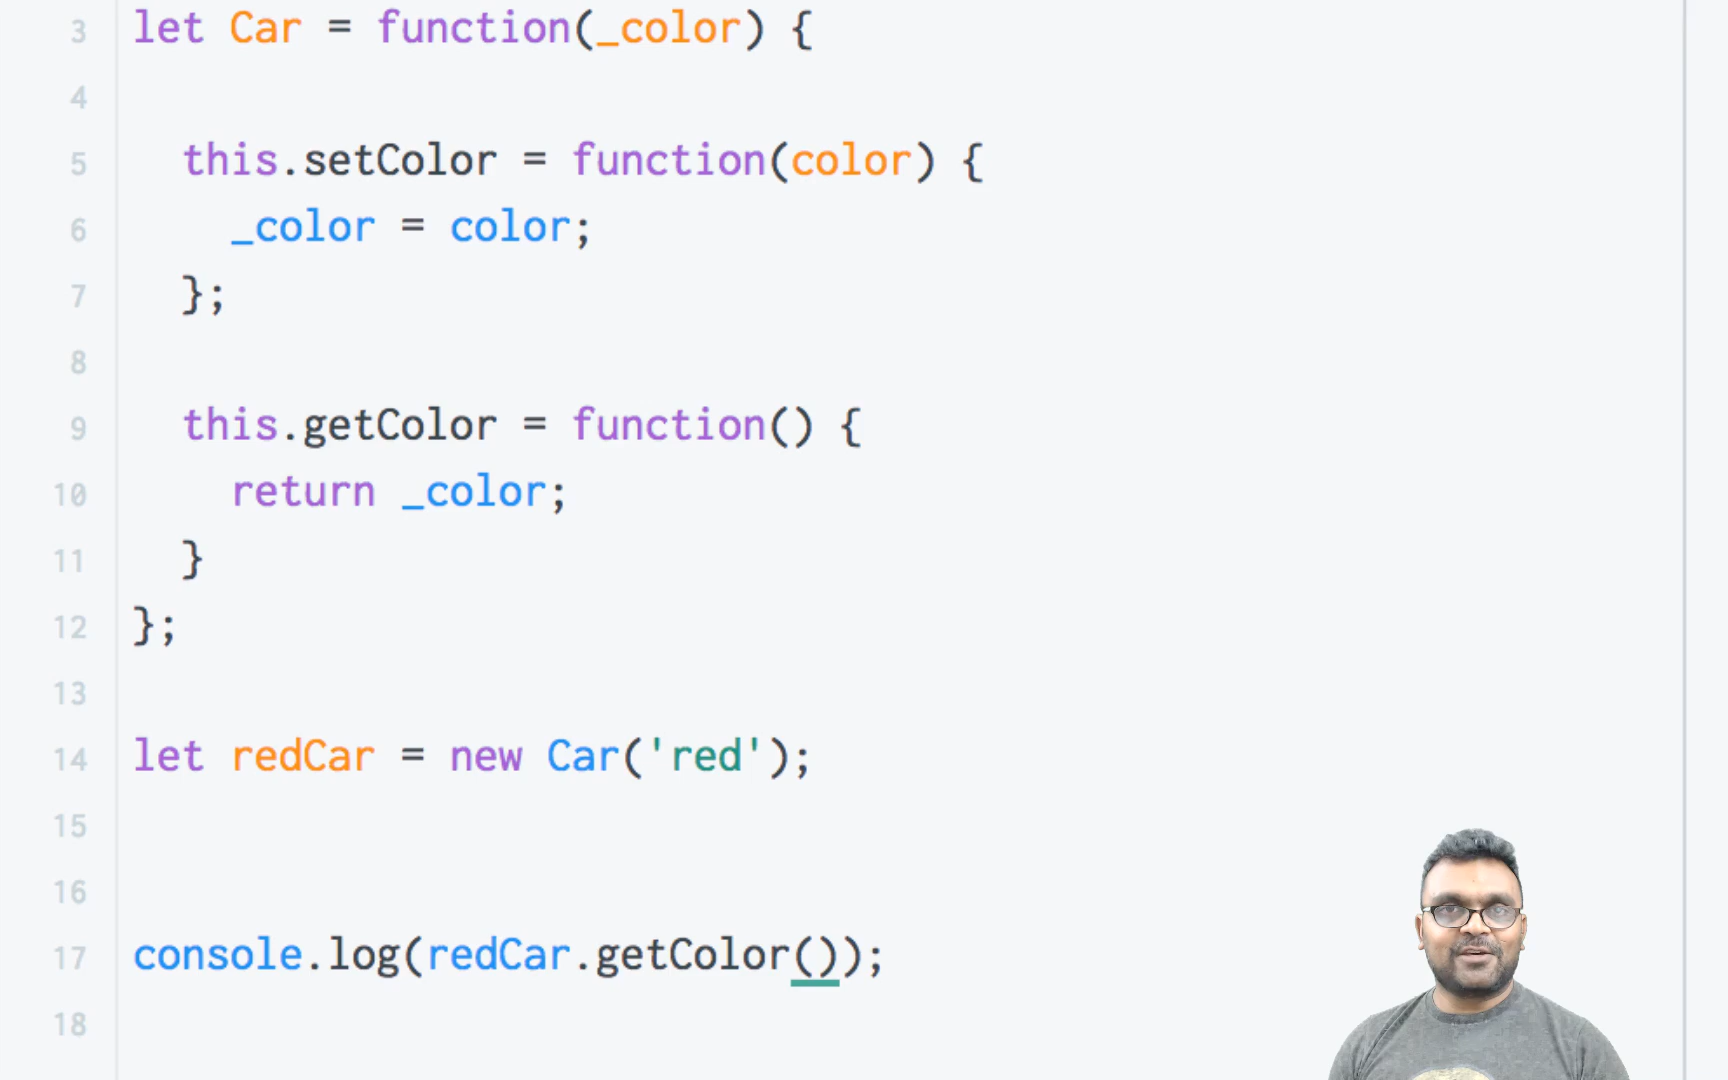 3 let Car = function(_color) {
4
5 this.setColor = function(color) {
6 _color = color;
7 };
8
9 this.getColor = function() {
10 return _color;
11 }
12 };
13
14 let redCar = new Car('red');
15
16
17 console.log(redCar.getColor());
18